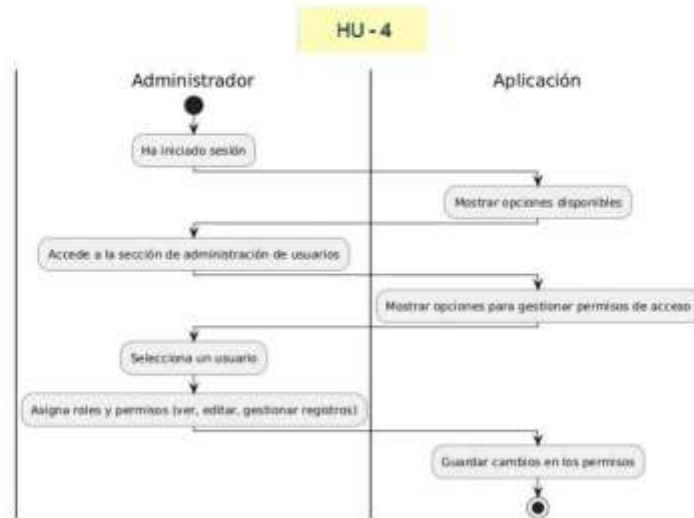 HU - 4
Administrador
Aplicación
Ha iniciado sesión
Mostrar opciones disponibles
Accede a la sección de administración de usuarios
Mostrar opciones para gestionar permisos de acceso
Selecciona un usuario
Asigna roles y permisos (ver, editar, gestionar registros)
Guardar cambios en los permisos